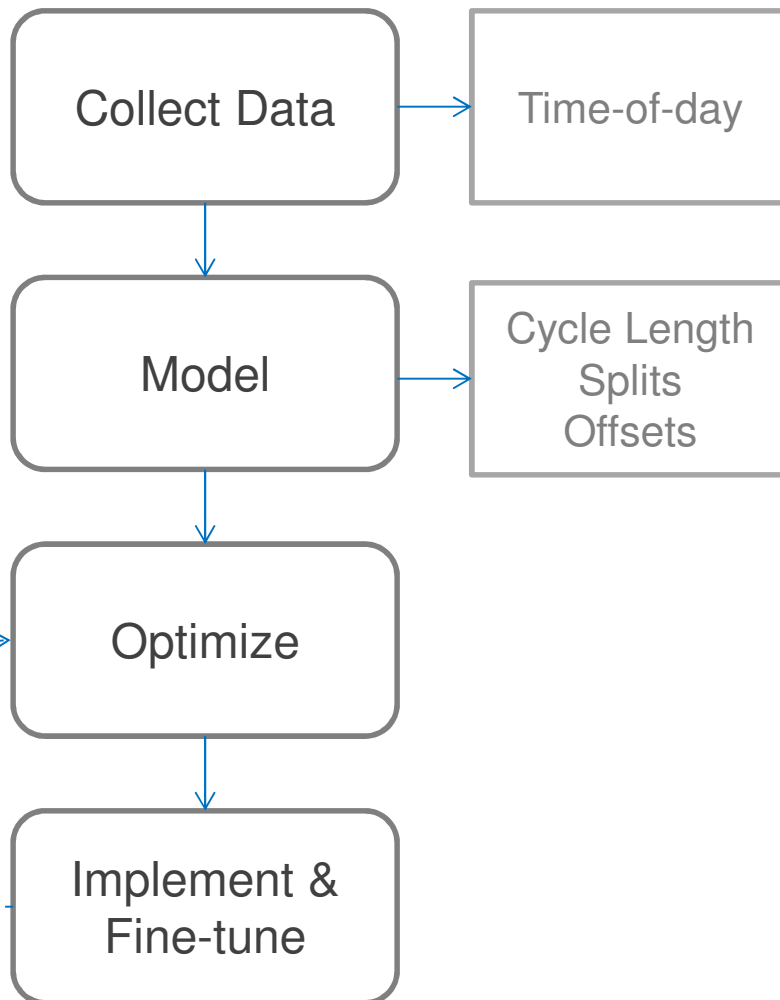 Collect Data
Time-of-day
Model
Cycle Length
Splits
Offsets
Optimize
Implement &
Fine-tune